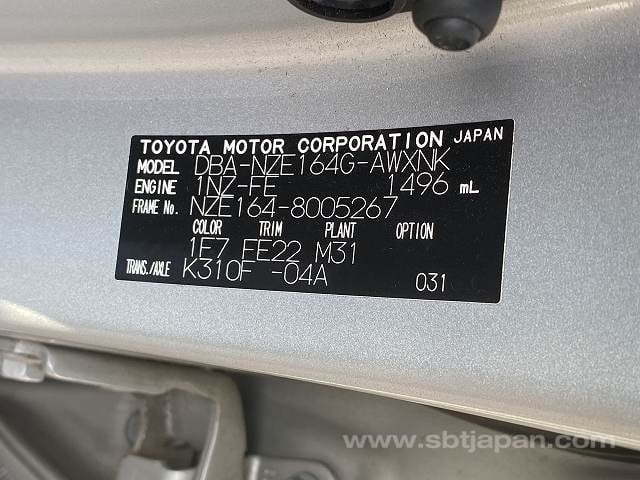 TOYOTA MOTOR CORPORATION JAPAN
MODEL DBA-NZE164G-AWXNK
ENGINE 1NZ-FE 1496 mL
FRAME No. NZE164-8005267
COLOR TRIM PLANT OPTION
1F7 FE22 M31
TRANS./AXLE K310F -04A 031
www.sbtjapan.com